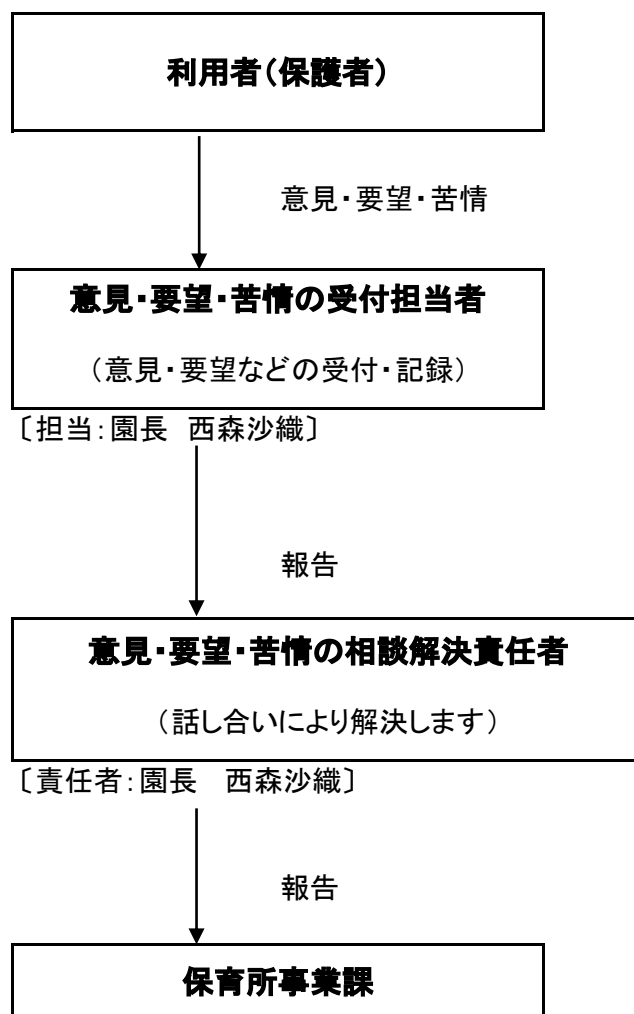 利用者(保護者)
意見・要望・苦情
意見・要望・苦情の受付担当者
(意見・要望などの受付・記録)
〔担当:園長　西森沙織〕
報告
意見・要望・苦情の相談解決責任者
(話し合いにより解決します)
〔責任者:園長　西森沙織〕
報告
保育所事業課